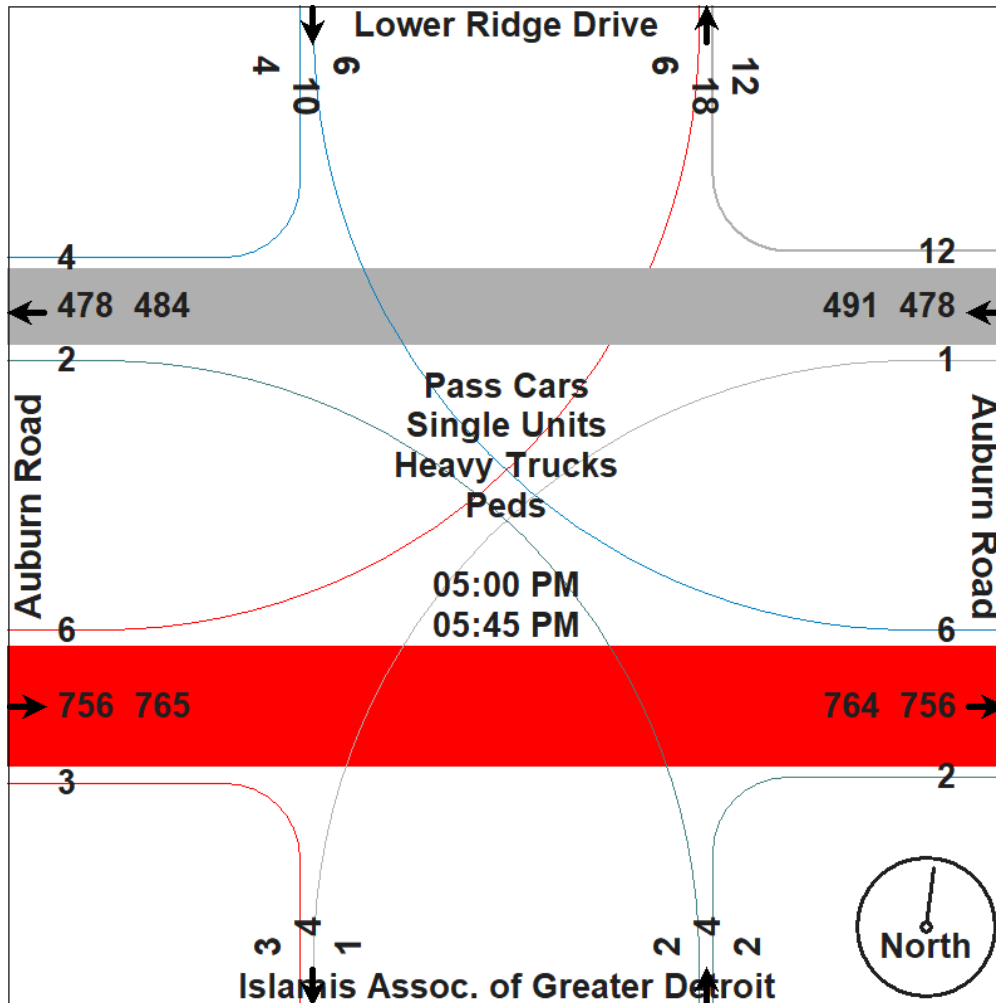 Lower Ridge Drive
4 10 6
6 18 12
4
12
478 484
491 478
2
1
Pass Cars
Single Units
Heavy Trucks
Peds
Auburn Road
Auburn Road
05:00 PM
05:45 PM
6
6
756 765
764 756
3
2
3 4 1
2 4 2
North
Islamis Assoc. of Greater Detroit